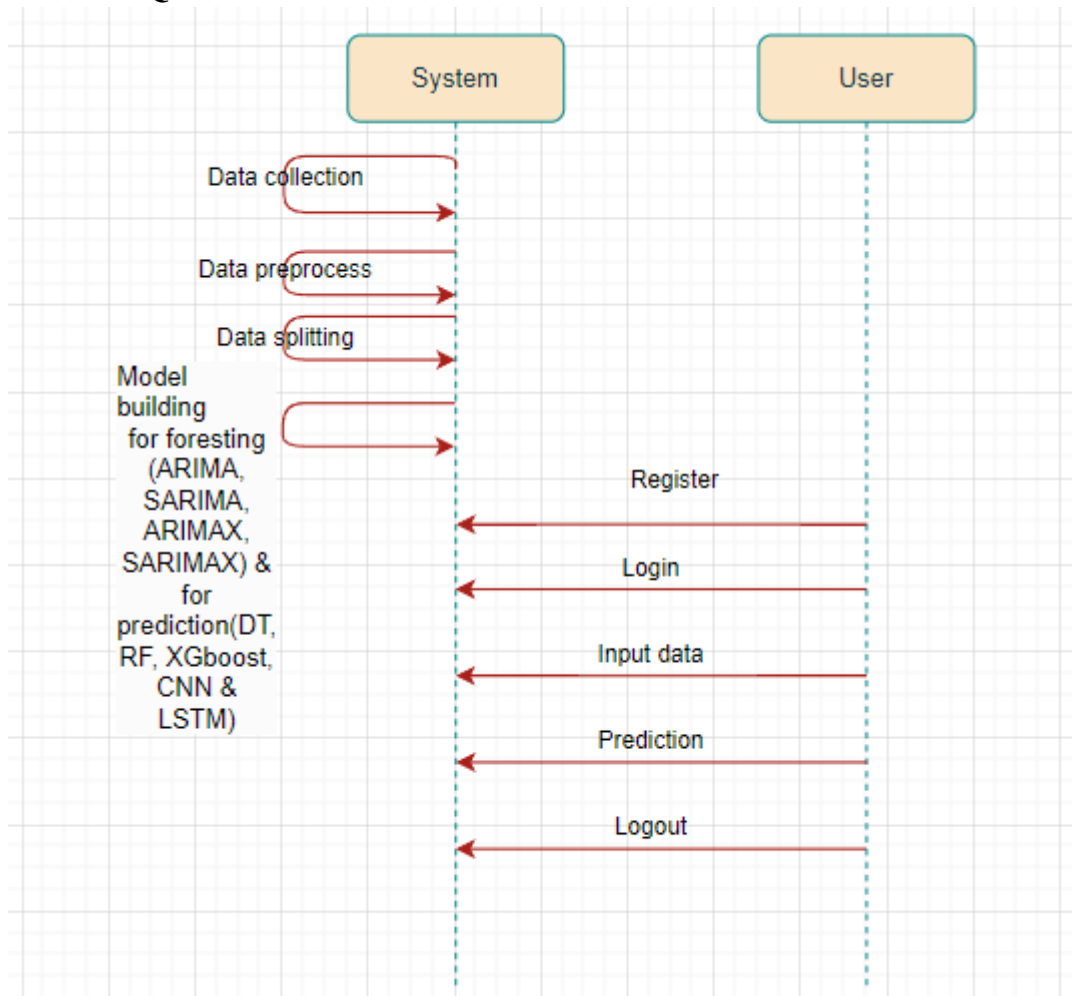 System
User
Data collection
Data preprocess
Data splitting
Model
building
for foresting
(ARIMA,
SARIMA,
ARIMAX,
SARIMAX) &
for
prediction(DT,
RF, XGboost,
CNN &
LSTM)
Register
Login
Input data
Prediction
Logout